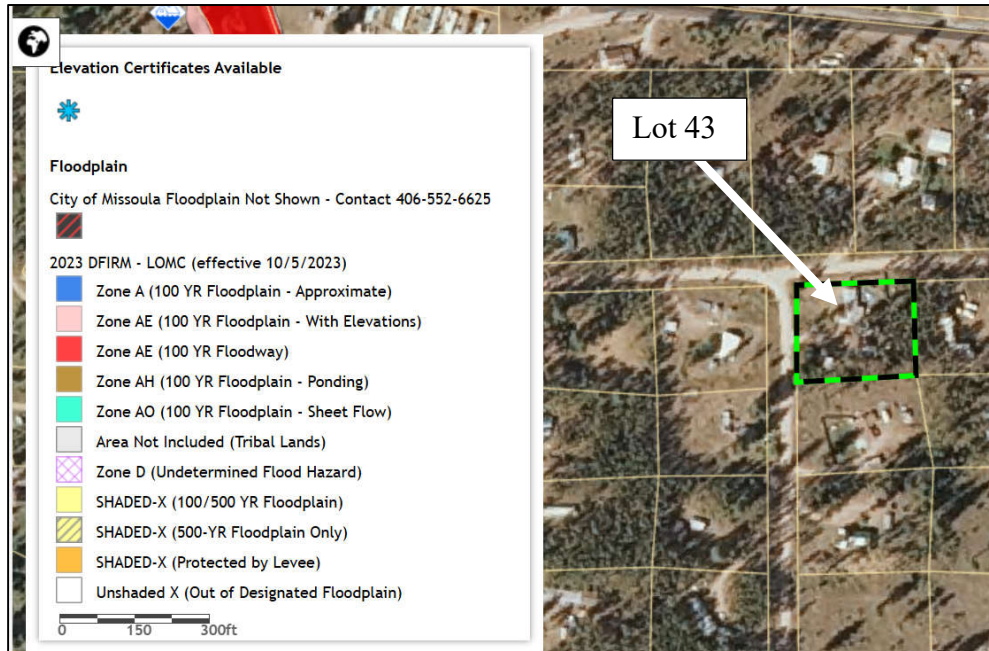 Elevation Certificates Available
Floodplain
City of Missoula Floodplain Not Shown - Contact 406-552-6625
2023 DFIRM - LOMC (effective 10/5/2023)
Zone A (100 YR Floodplain - Approximate)
Zone AE (100 YR Floodplain - With Elevations)
Zone AE (100 YR Floodway)
Zone AH (100 YR Floodplain - Ponding)
Zone AO (100 YR Floodplain - Sheet Flow)
Area Not Included (Tribal Lands)
Zone D (Undetermined Flood Hazard)
SHADED-X (100/500 YR Floodplain)
SHADED-X (500-YR Floodplain Only)
SHADED-X (Protected by Levee)
Unshaded X (Out of Designated Floodplain)
0 150 300ft
Lot 43